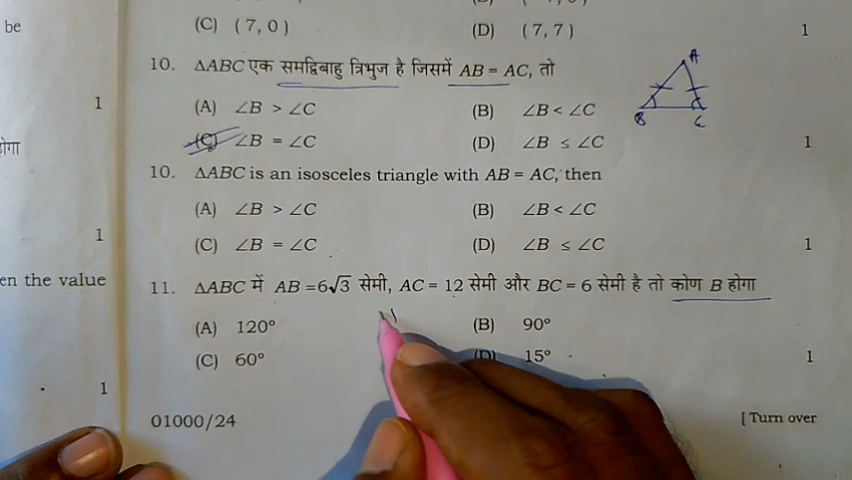 be
(C) ( 7, 0 )
(D) ( 7, 7 )
1
10. ΔABC एक समद्विबाहु त्रिभुज है जिसमें AB = AC, तो
A
B
C
1
(A) ∠B > ∠C
(B) ∠B < ∠C
होगा
(C) ∠B = ∠C
(D) ∠B ≤ ∠C
1
10. ΔABC is an isosceles triangle with AB = AC, then
(A) ∠B > ∠C
(B) ∠B < ∠C
1
(C) ∠B = ∠C
(D) ∠B ≤ ∠C
1
en the value
11. ΔABC में AB =6√3 सेमी, AC = 12 सेमी और BC = 6 सेमी है तो कोण B होगा
(A) 120°
(B) 90°
(C) 60°
(D) 15°
1
1
01000/24
[ Turn over